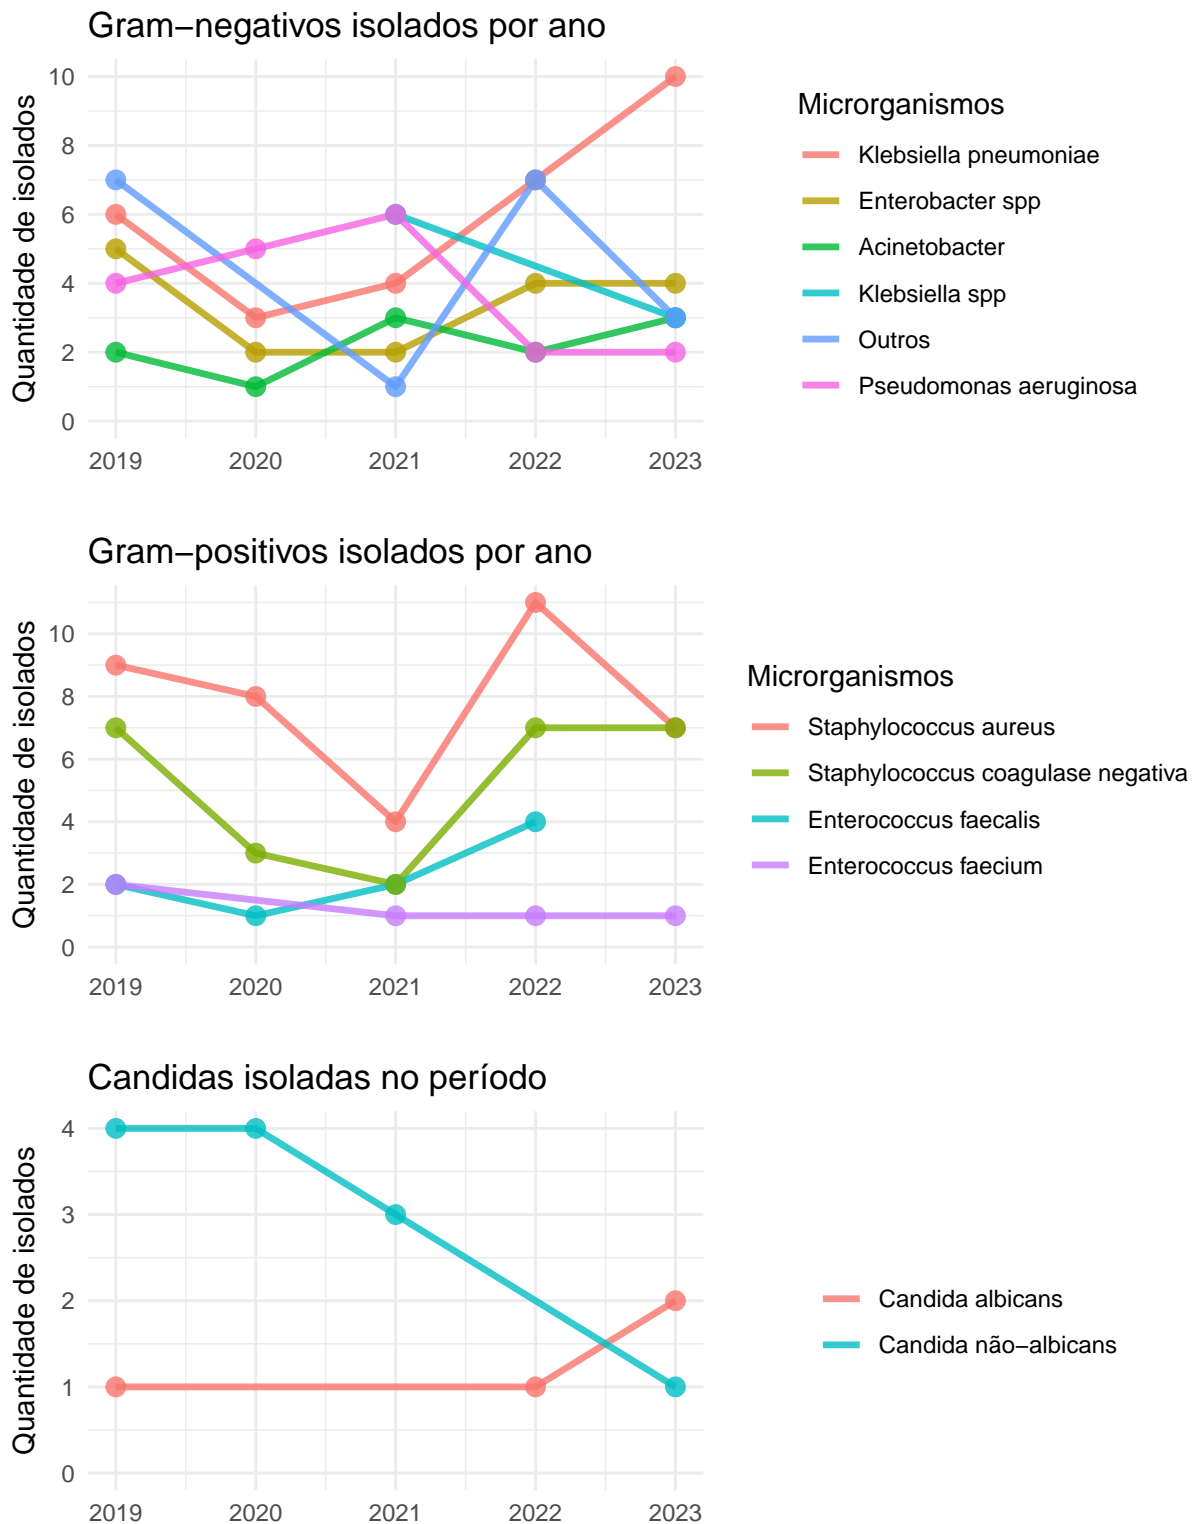 Gram−negativos isolados por ano
Quantidade de isolados
10
8
6
4
2
0
2019 2020 2021 2022 2023
Microrganismos
Klebsiella pneumoniae
Enterobacter spp
Acinetobacter
Klebsiella spp
Outros
Pseudomonas aeruginosa
Gram−positivos isolados por ano
Quantidade de isolados
10
8
6
4
2
0
2019 2020 2021 2022 2023
Microrganismos
Staphylococcus aureus
Staphylococcus coagulase negativa
Enterococcus faecalis
Enterococcus faecium
Candidas isoladas no período
Quantidade de isolados
4
3
2
1
0
2019 2020 2021 2022 2023
Candida albicans
Candida não−albicans